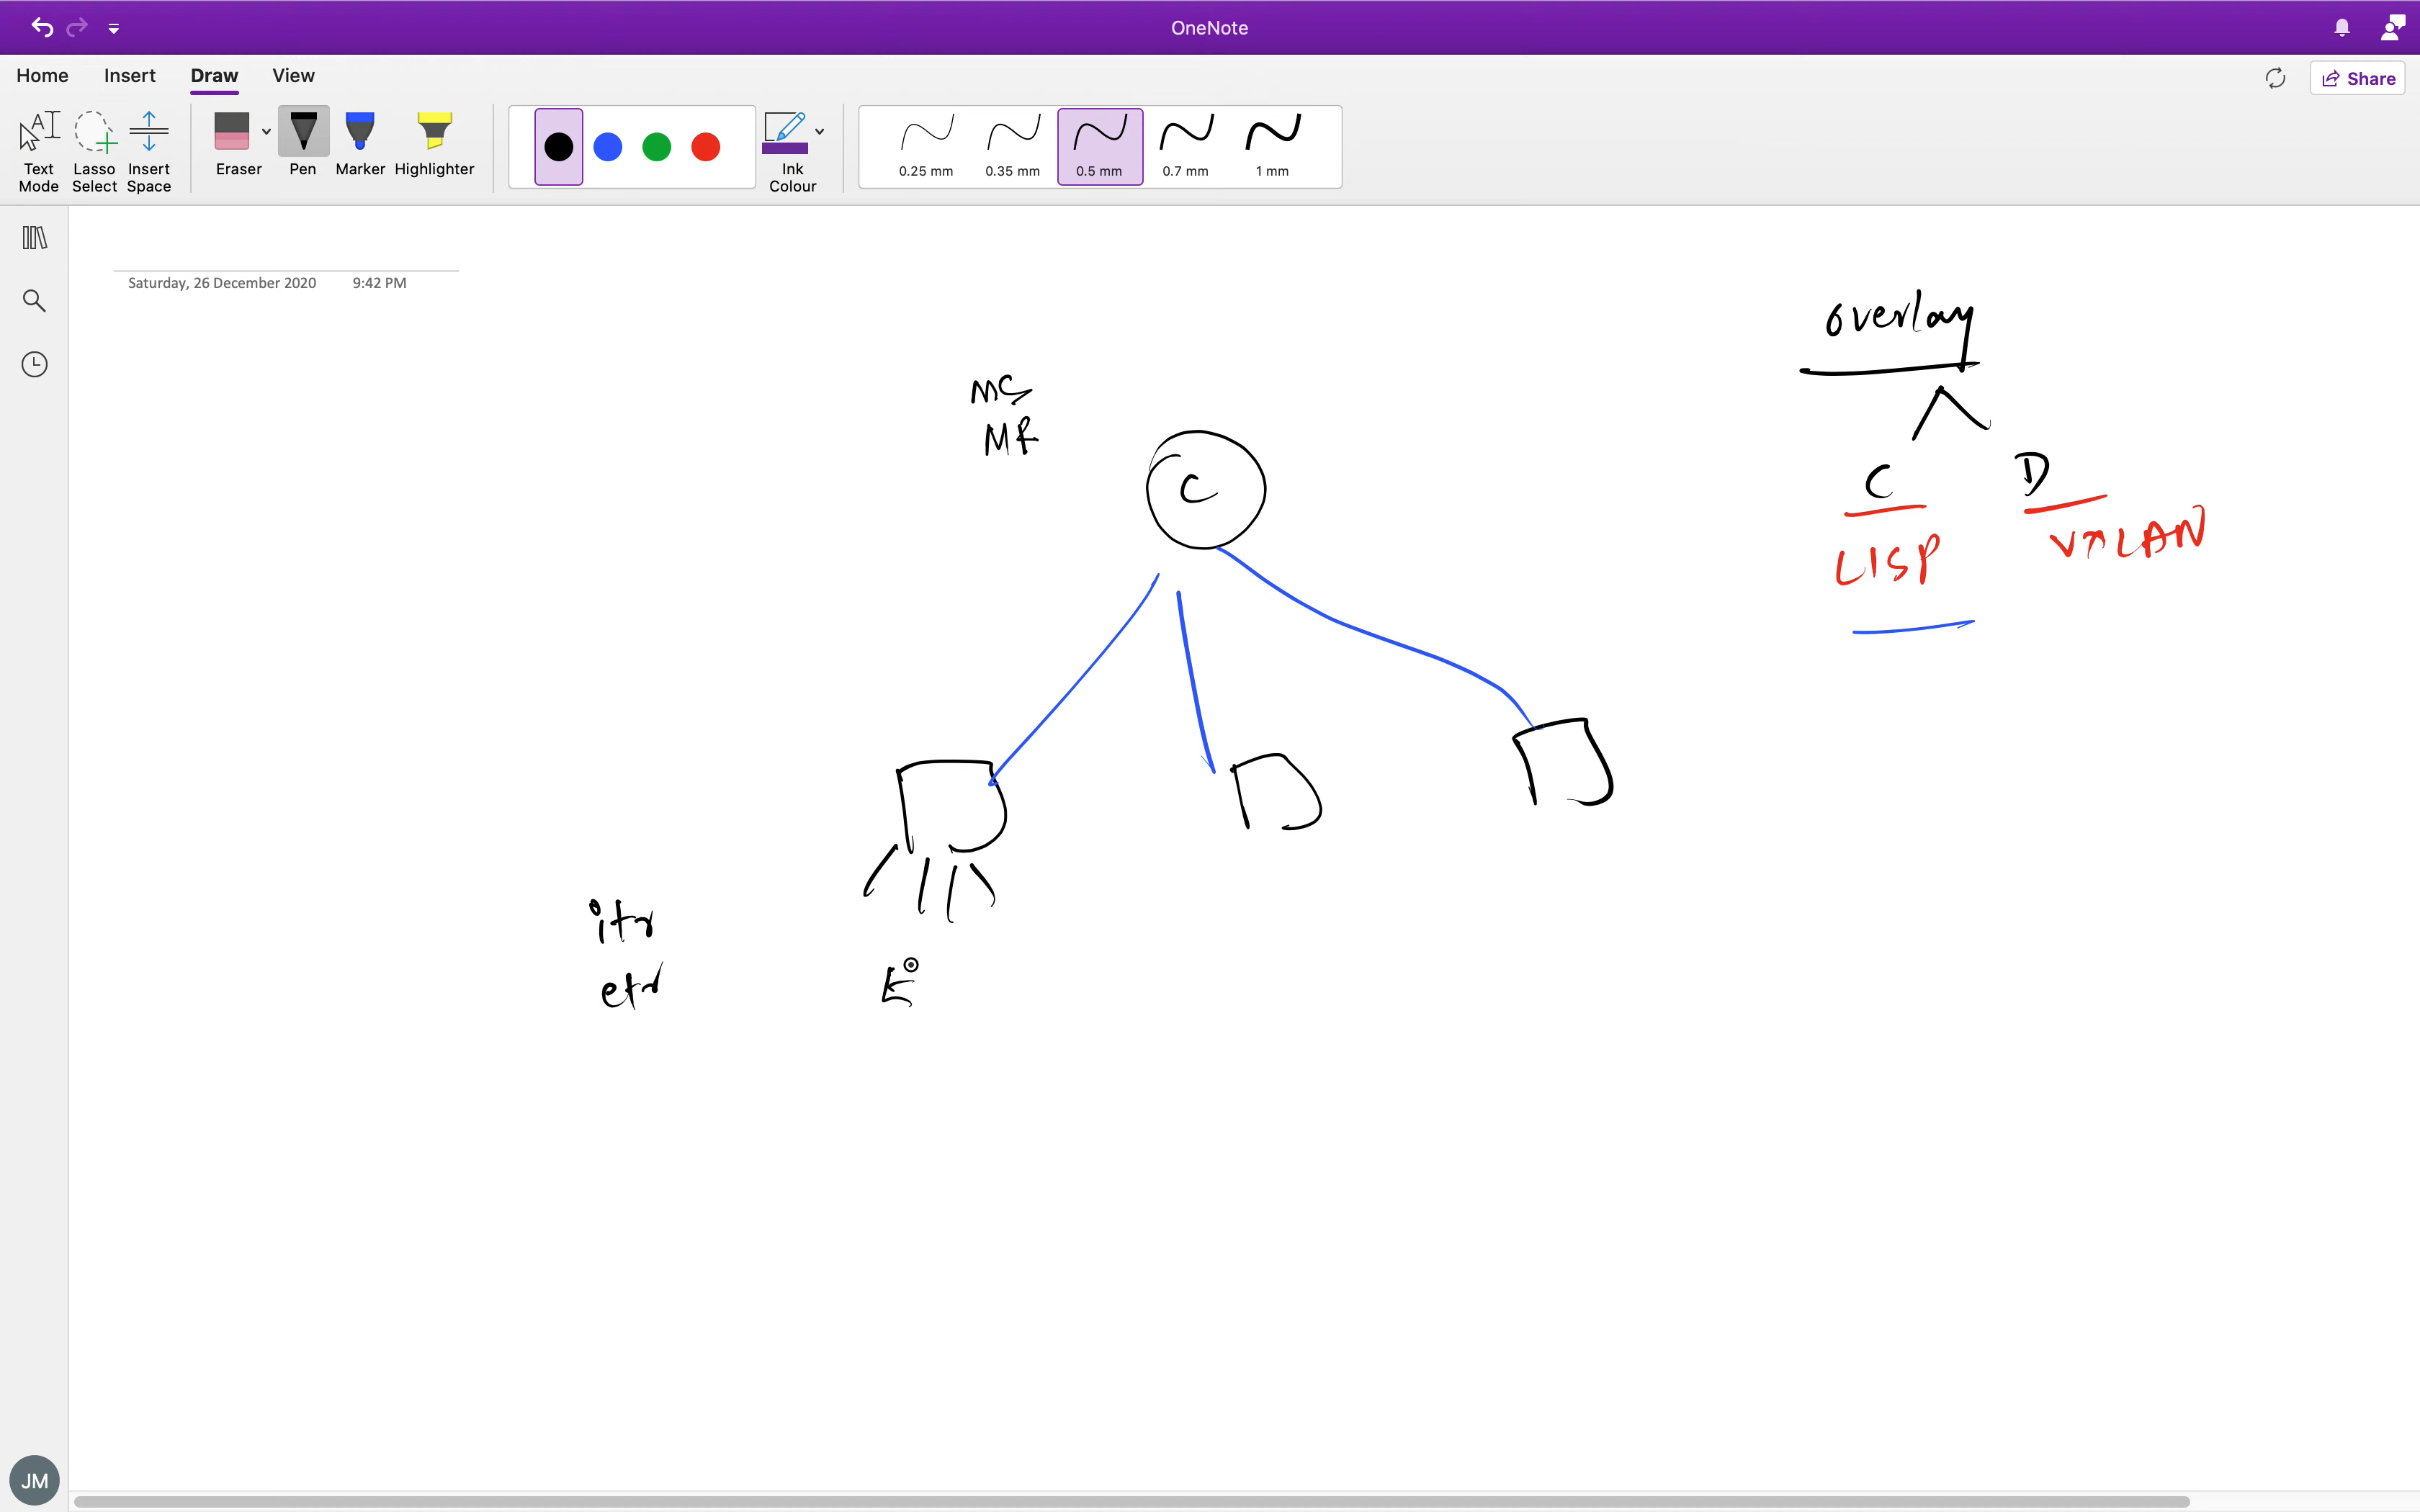 OneNote
Home Insert Draw View
Share
Text Mode
Lasso Select
Insert Space
Eraser
Pen
Marker
Highlighter
Ink Colour
0.25 mm
0.35 mm
0.5 mm
0.7 mm
1 mm
Saturday, 26 December 2020 9:42 PM
overlay
MS
MR
C
C D
LISP VXLAN
itr
etr
E
JM